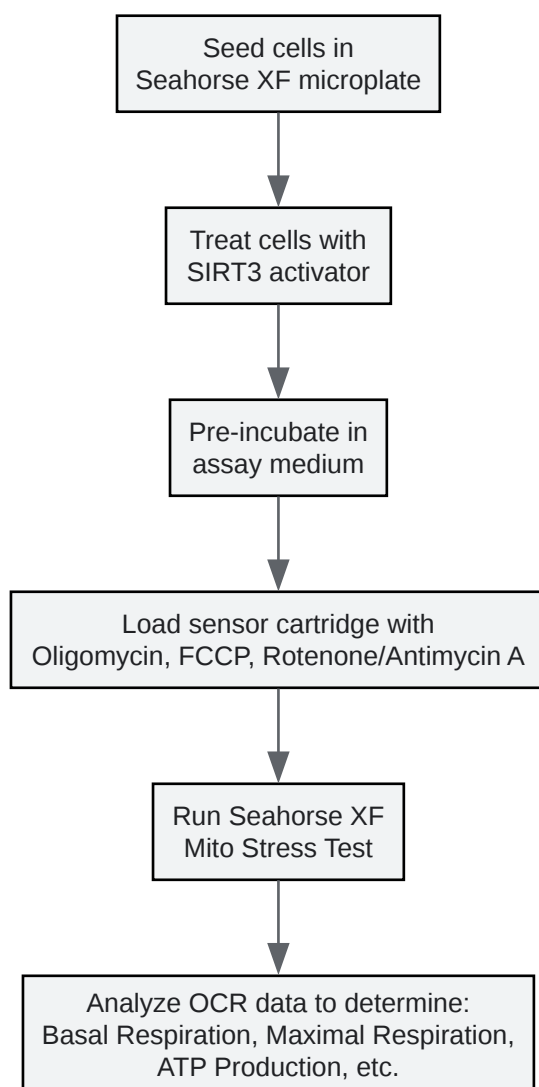 Seed cells in
Seahorse XF microplate
Treat cells with
SIRT3 activator
Pre-incubate in
assay medium
Load sensor cartridge with
Oligomycin, FCCP, Rotenone/Antimycin A
Run Seahorse XF
Mito Stress Test
Analyze OCR data to determine:
Basal Respiration, Maximal Respiration,
ATP Production, etc.